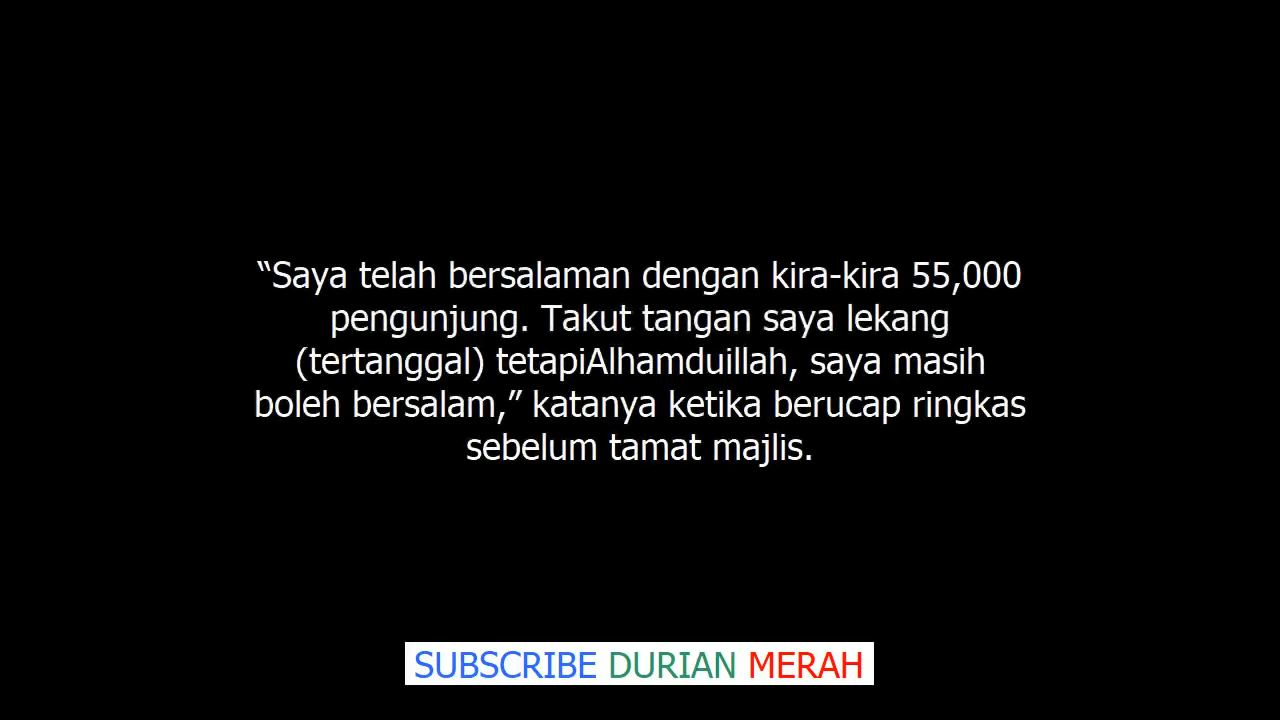 “Saya telah bersalaman dengan kira-kira 55,000
pengunjung. Takut tangan saya lekang
(tertanggal) tetapiAlhamduillah, saya masih
boleh bersalam,” katanya ketika berucap ringkas
sebelum tamat majlis.
SUBSCRIBE DURIAN MERAH